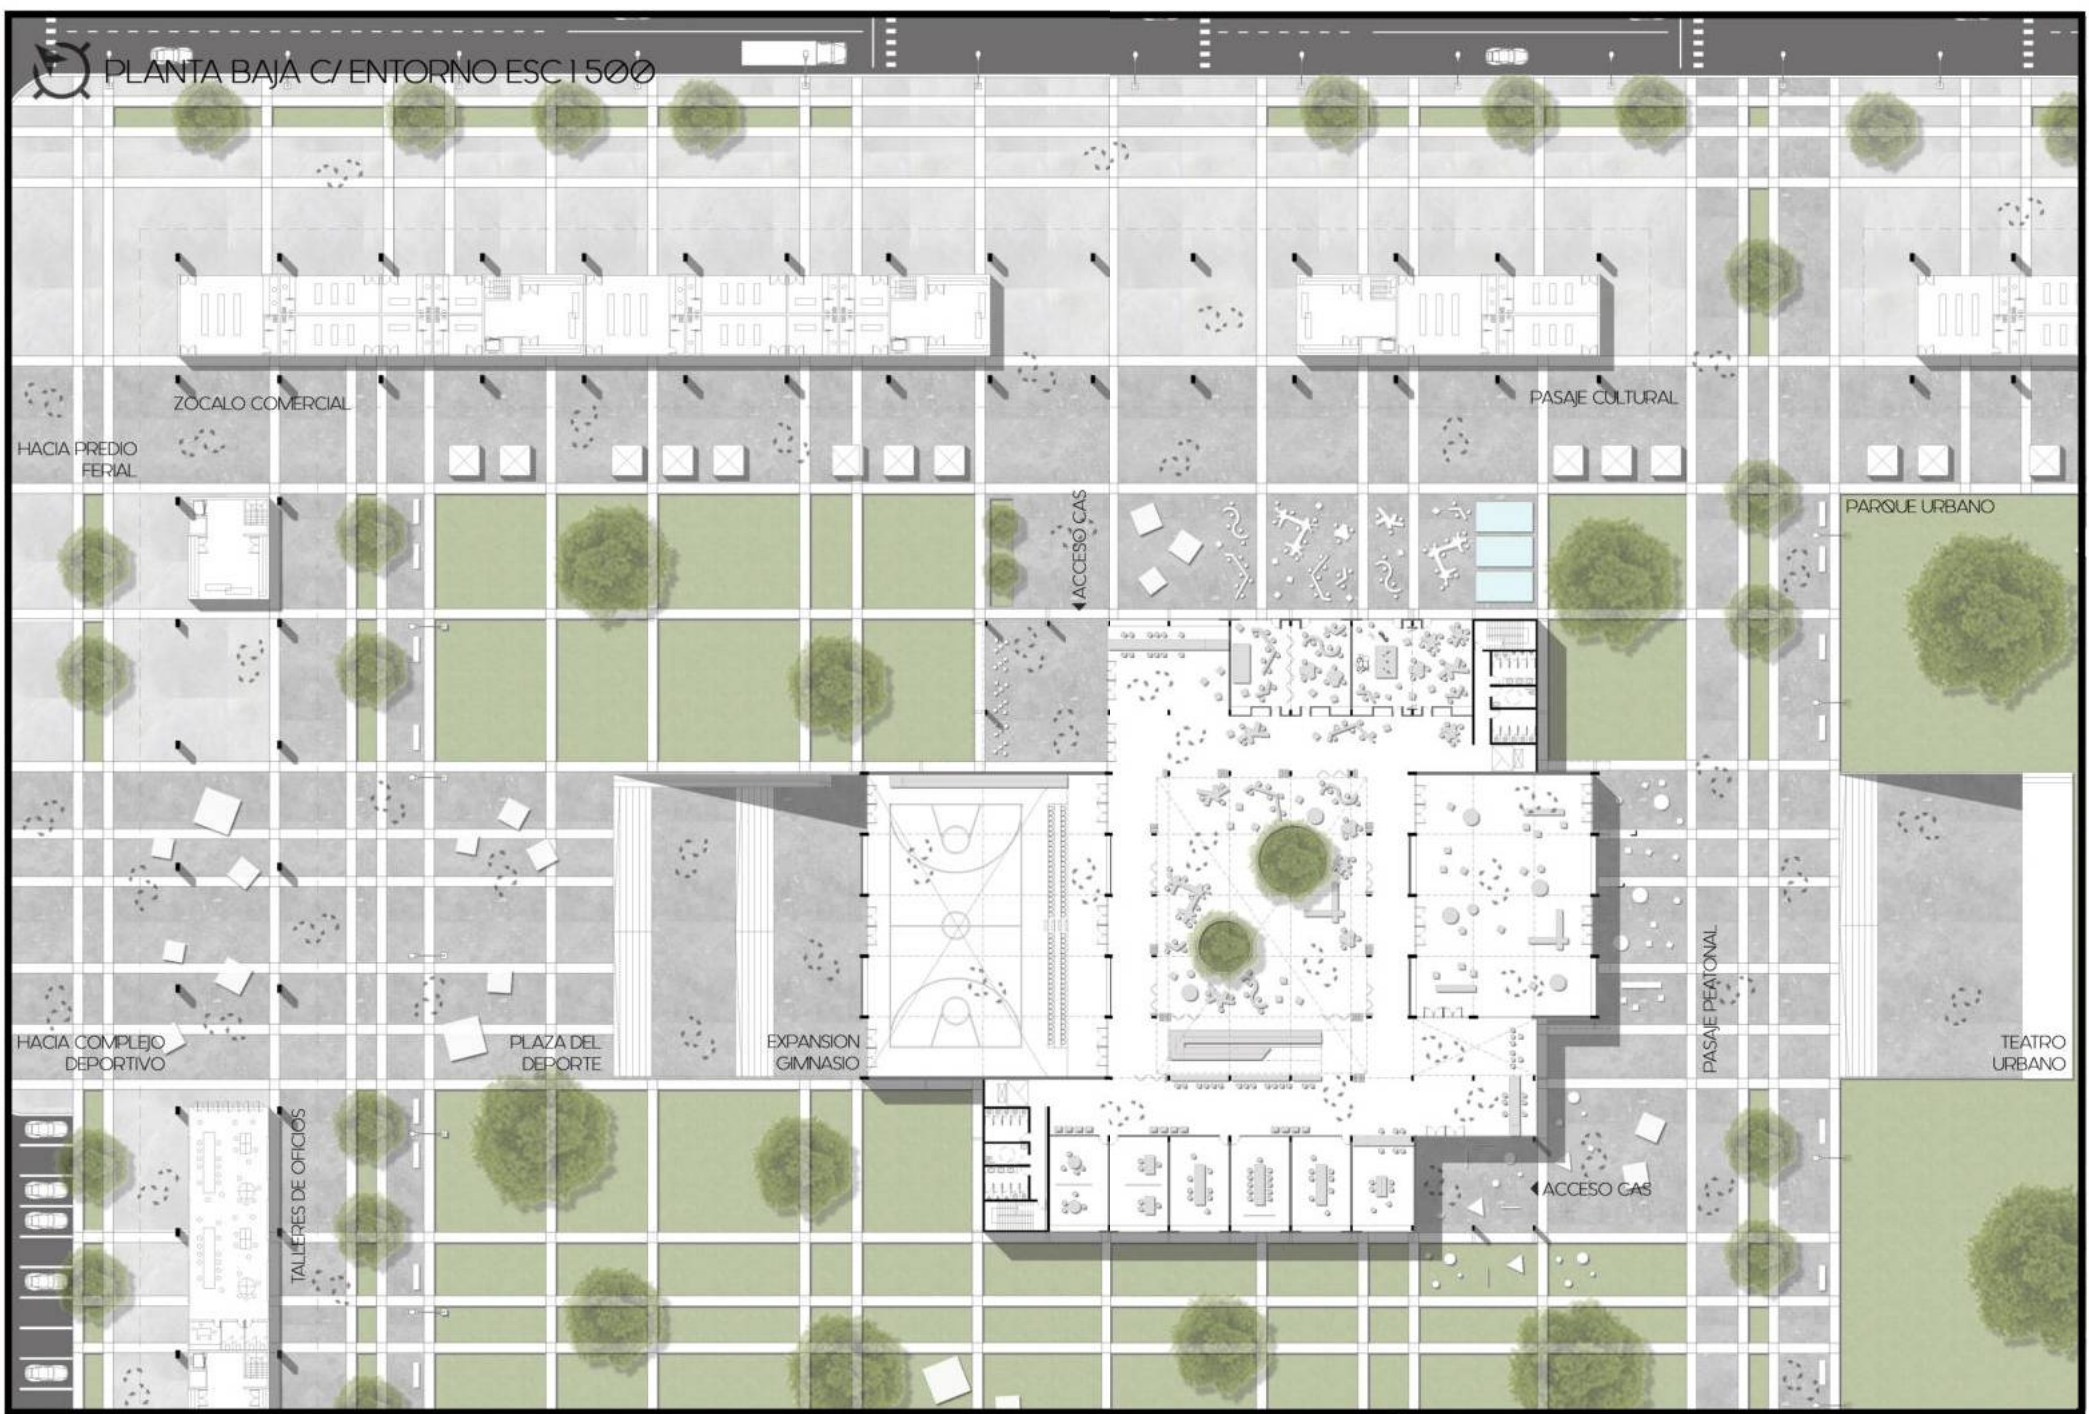 PLANTA BAJA C/ ENTORNO ESC 1 500
ZOCALO COMERCIAL
PASAJE CULTURAL
HACIA PREDIO
FERIAL
PARQUE URBANO
ACCESO CAS
HACIA COMPLEJO
DEPORTIVO
PLAZA DEL
DEPORTE
EXPANSION
GIMNASIO
PASAJE PEATONAL
TEATRO
URBANO
TALLERES DE OFICIOS
ACCESO CAS